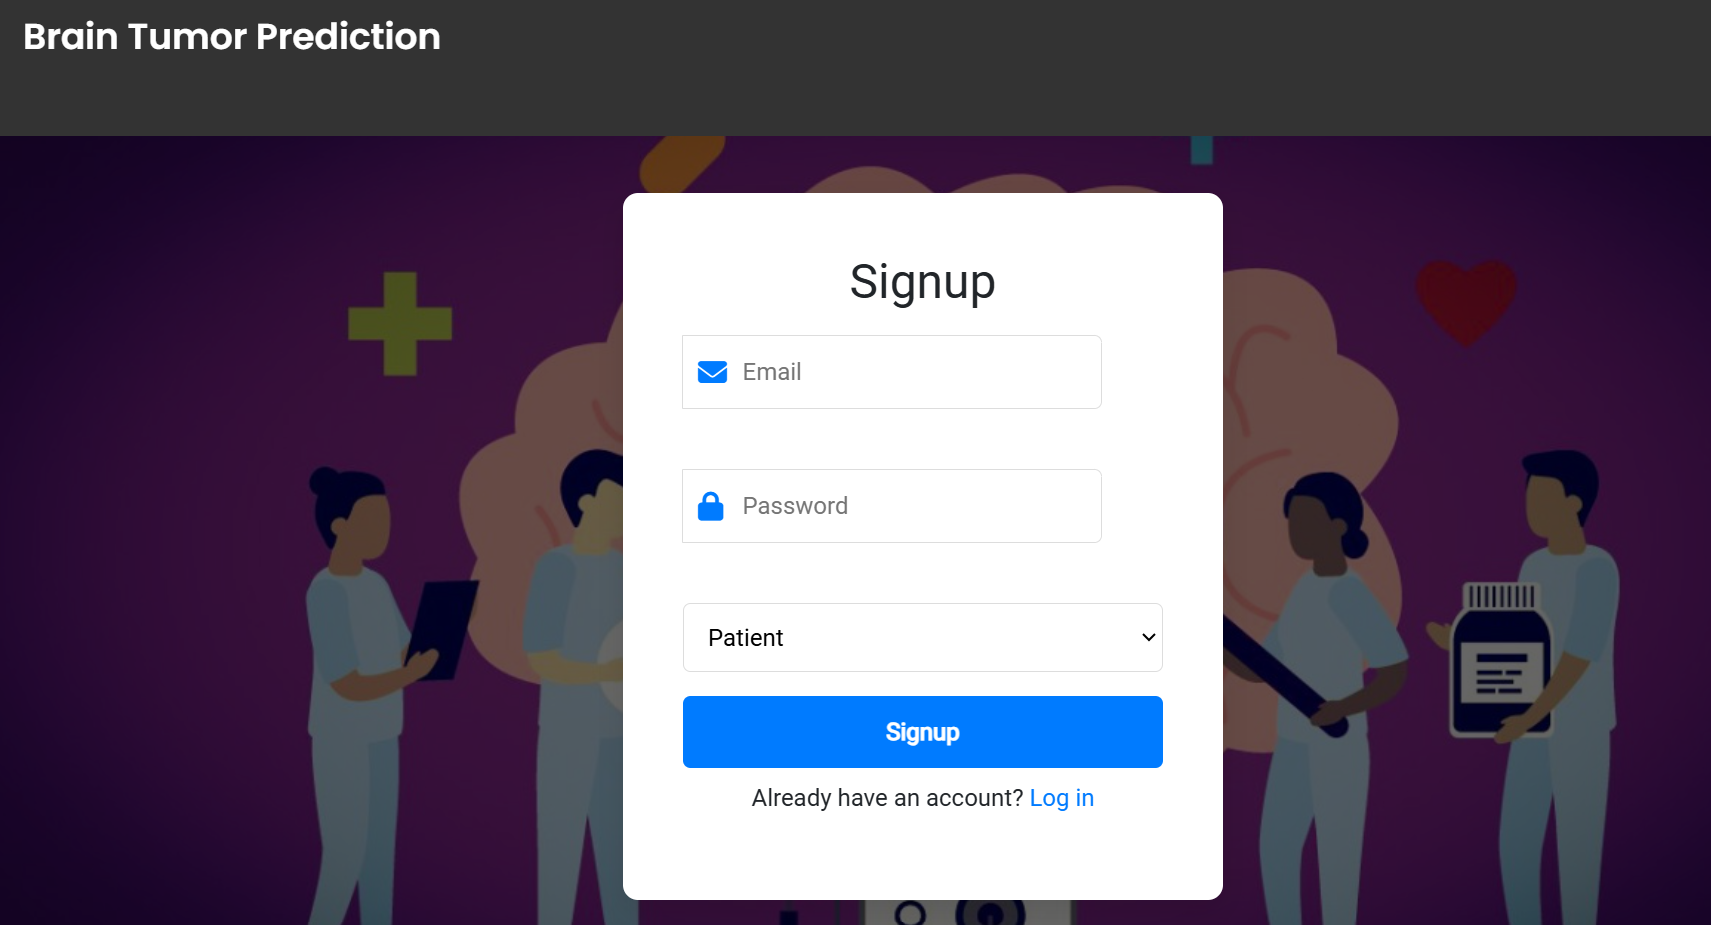 Brain Tumor Prediction
Signup
Email
Password
Patient
Signup
Already have an account? Log in